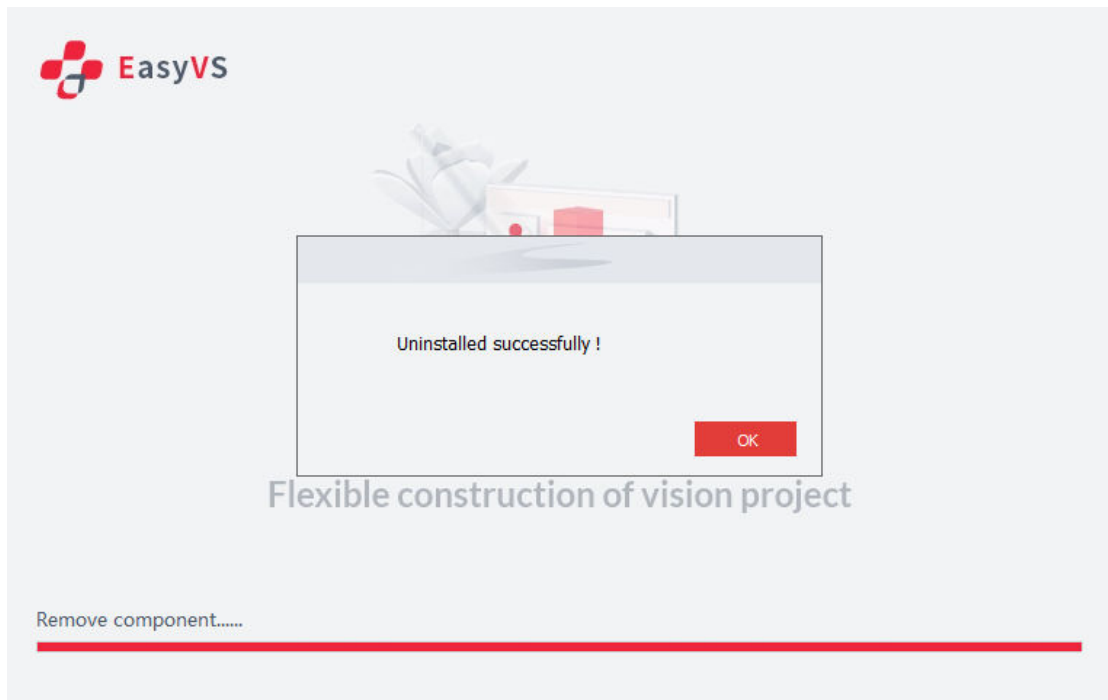 EasyVS
Uninstalled successfully !
OK
Flexible construction of vision project
Remove component......